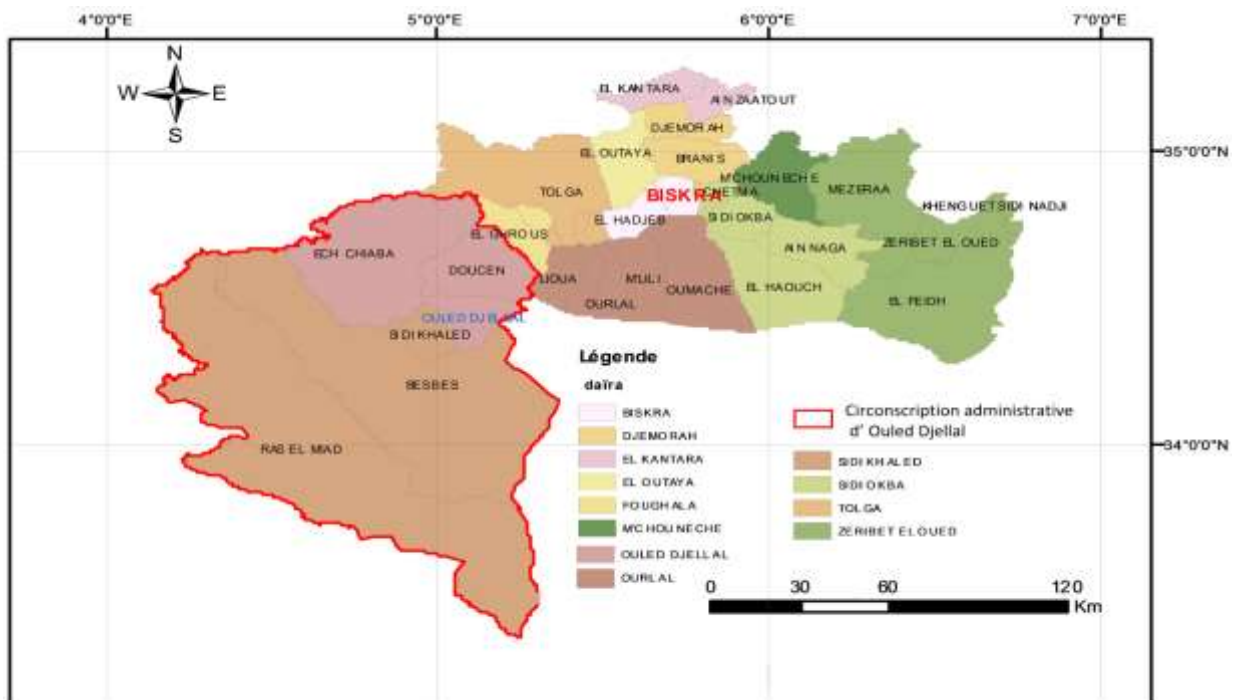 4°0'0"E 5°0'0"E 6°0'0"E 7°0'0"E
N
W E
S
EL KANTARA
AIN ZAATOUT
DJEMORAH
35°0'0"N
EL OUTAYA
BRANIS
M'CHOUNECHE
MEZERAA
TOLGA
BISKRA
CHETMA
KHENGUET SIDI NADJI
EL HADJEB
SIDI OKBA
EL GHROUS
AIN NAGA
ZERIBET EL OUED
ECH CHIABA
DOUCEN
LIOUA
M'LILI
OUMACHE
EL HAOUCH
EL FEIDH
OURLAL
OULED DJELLAL
SIDI KHALED
BESBES
RAS EL MIAD
34°0'0"N
Légende
daïra
BISKRA
DJEMORAH
EL KANTARA
EL OUTAYA
FOUGHALA
M'CHOUNECHE
OULED DJELLAL
OURLAL
Circonscription administrative
d' Ouled Djellal
SIDI KHALED
SIDI OKBA
TOLGA
ZERIBET EL OUED
0 30 60 120
Km